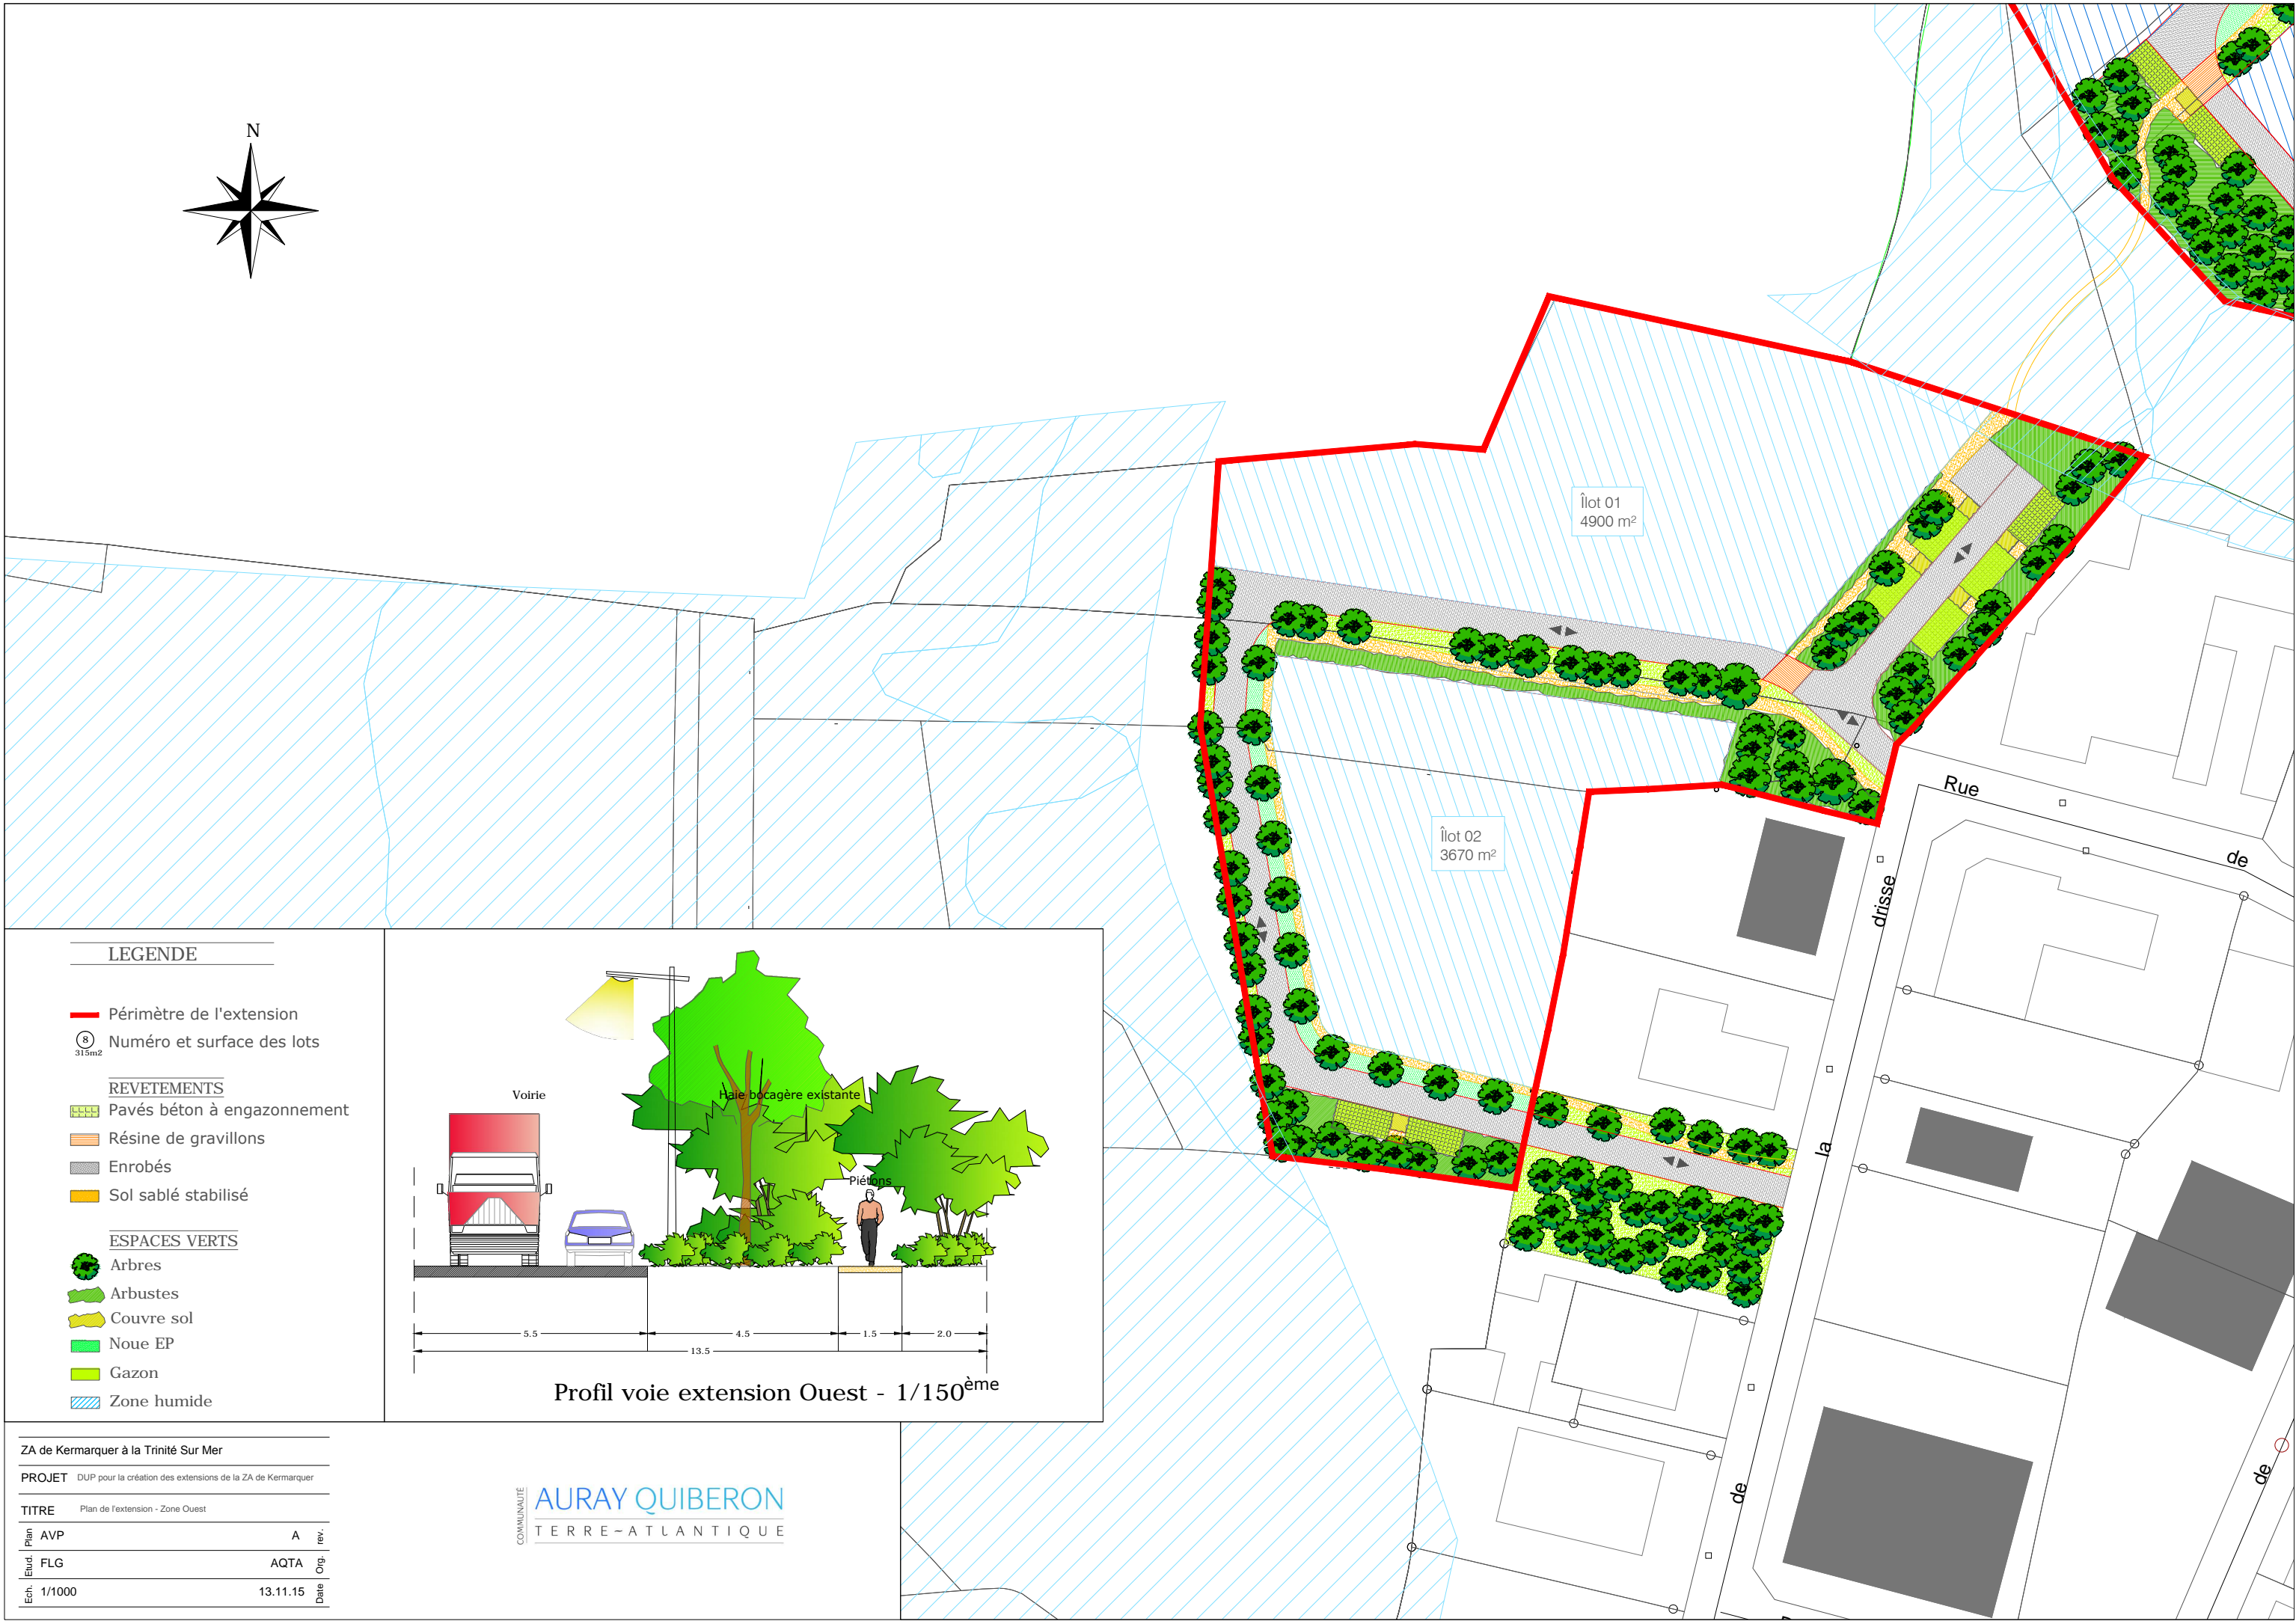 N
Îlot 01
4900 m²
Îlot 02
3670 m²
Rue
de
drisse
la
de
de
LEGENDE
Périmètre de l'extension
8
315m2
Numéro et surface des lots
REVETEMENTS
Pavés béton à engazonnement
Résine de gravillons
Enrobés
Sol sablé stabilisé
ESPACES VERTS
Arbres
Arbustes
Couvre sol
Noue EP
Gazon
Zone humide
Voirie
Haie bocagère existante
Piétons
5.5
4.5
1.5
2.0
13.5
Profil voie extension Ouest - 1/150ème
ZA de Kermarquer à la Trinité Sur Mer
PROJET DUP pour la création des extensions de la ZA de Kermarquer
TITRE Plan de l'extension - Zone Ouest
Plan AVP A rev.
Etud. FLG AQTA Org.
Ech. 1/1000 13.11.15 Date
COMMUNAUTÉ
AURAY QUIBERON
TERRE~ATLANTIQUE